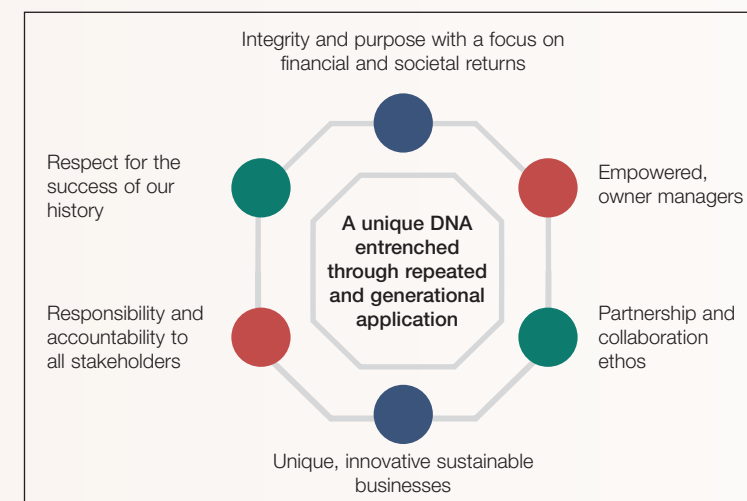 Integrity and purpose with a focus on
financial and societal returns
Respect for the
success of our
history
Empowered,
owner managers
A unique DNA
entrenched
through repeated
and generational
application
Responsibility and
accountability to
all stakeholders
Partnership and
collaboration
ethos
Unique, innovative sustainable
businesses